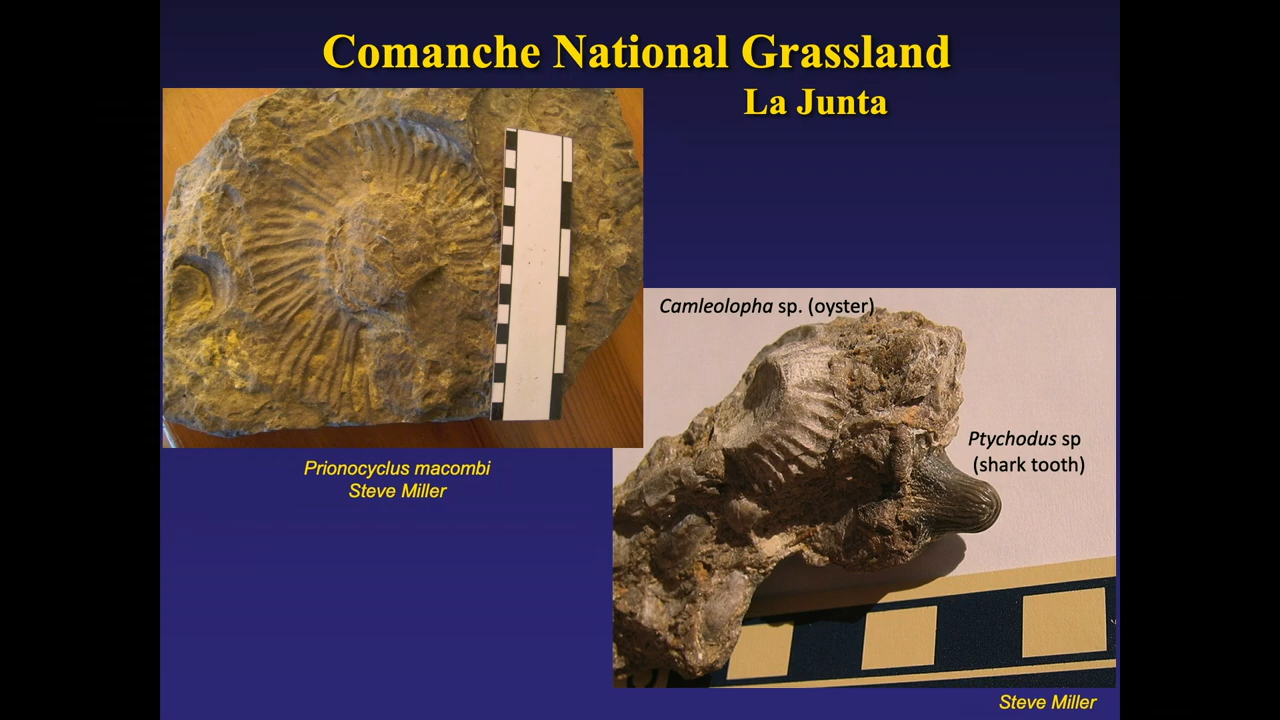 Comanche National Grassland
La Junta
Camleolopha sp. (oyster)
Ptychodus sp
(shark tooth)
Prionocyclus macombi
Steve Miller
Steve Miller